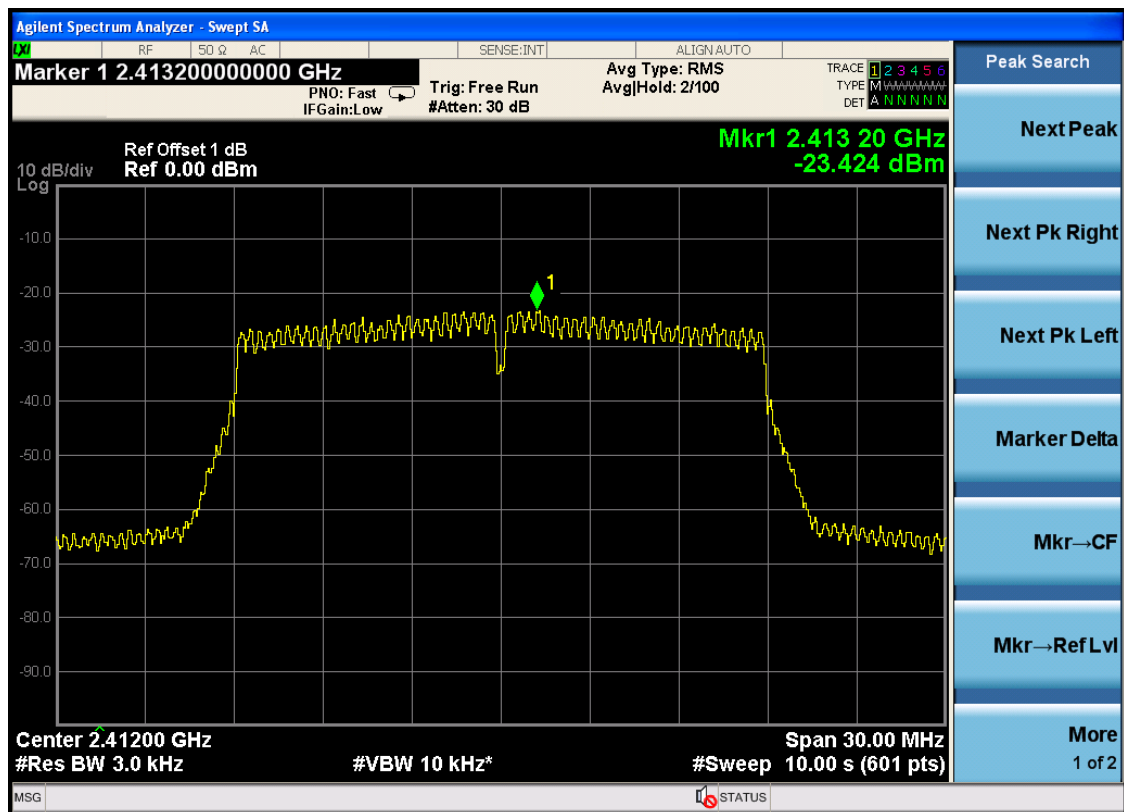 Agilent Spectrum Analyzer - Swept SA
LXI RF 50 Ω AC SENSE:INT ALIGN AUTO
Marker 1 2.413200000000 GHz
PNO: Fast
IFGain:Low
Trig: Free Run
#Atten: 30 dB
Avg Type: RMS
Avg|Hold: 2/100
TRACE 1 2 3 4 5 6
TYPE M WWWWW
DET A N N N N N
Ref Offset 1 dB
Ref 0.00 dBm
10 dB/div
Log
Mkr1 2.413 20 GHz
-23.424 dBm
1
-10.0
-20.0
-30.0
-40.0
-50.0
-60.0
-70.0
-80.0
-90.0
Center 2.41200 GHz
Span 30.00 MHz
#Res BW 3.0 kHz
#VBW 10 kHz*
#Sweep 10.00 s (601 pts)
MSG
STATUS
Peak Search
Next Peak
Next Pk Right
Next Pk Left
Marker Delta
Mkr→CF
Mkr→Ref Lvl
More
1 of 2